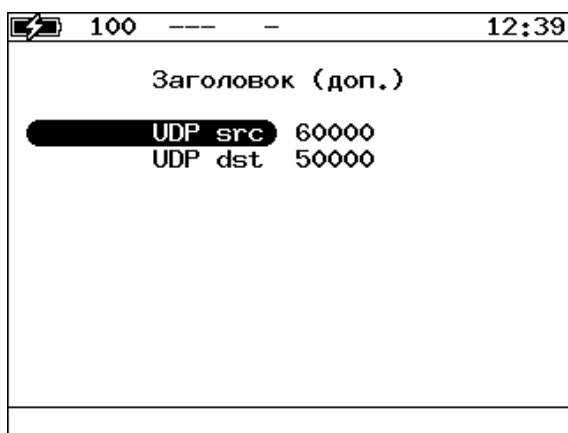 100 --- - 12:39
Заголовок (доп.)
UDP src 60000
UDP dst 50000